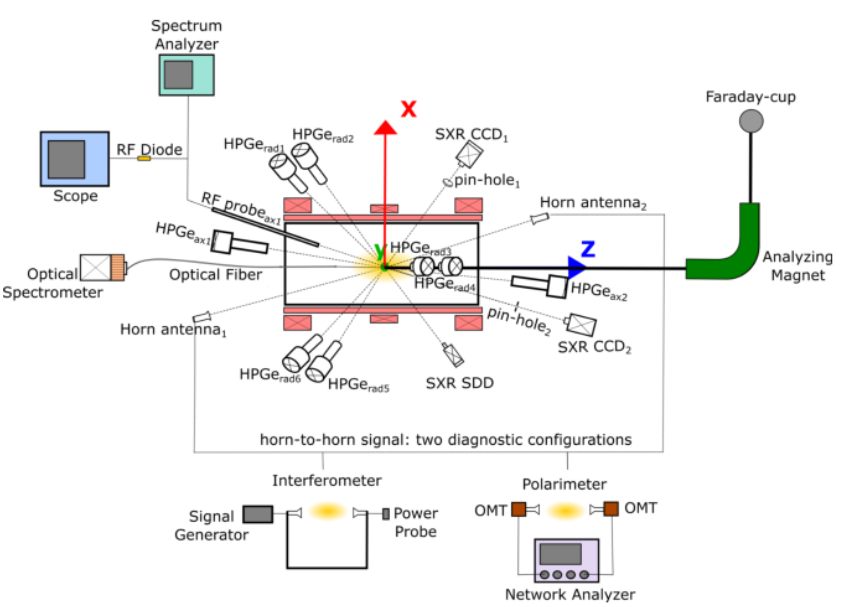 Spectrum
Analyzer
X
Faraday-cup
HPGe_rad1
HPGe_rad2
SXR CCD_1
RF Diode
Scope
pin-hole_1
RF probe_ax1
Horn antenna_2
HPGe_ax1
y
HPGe_rad3
Z
Optical
Spectrometer
Optical Fiber
HPGe_rad4
HPGe_ax2
Analyzing
Magnet
Horn antenna_1
pin-hole_2
SXR CCD_2
HPGe_rad6
HPGe_rad5
SXR SDD
horn-to-horn signal: two diagnostic configurations
Interferometer
Polarimeter
Signal
Generator
Power
Probe
OMT
OMT
Network Analyzer